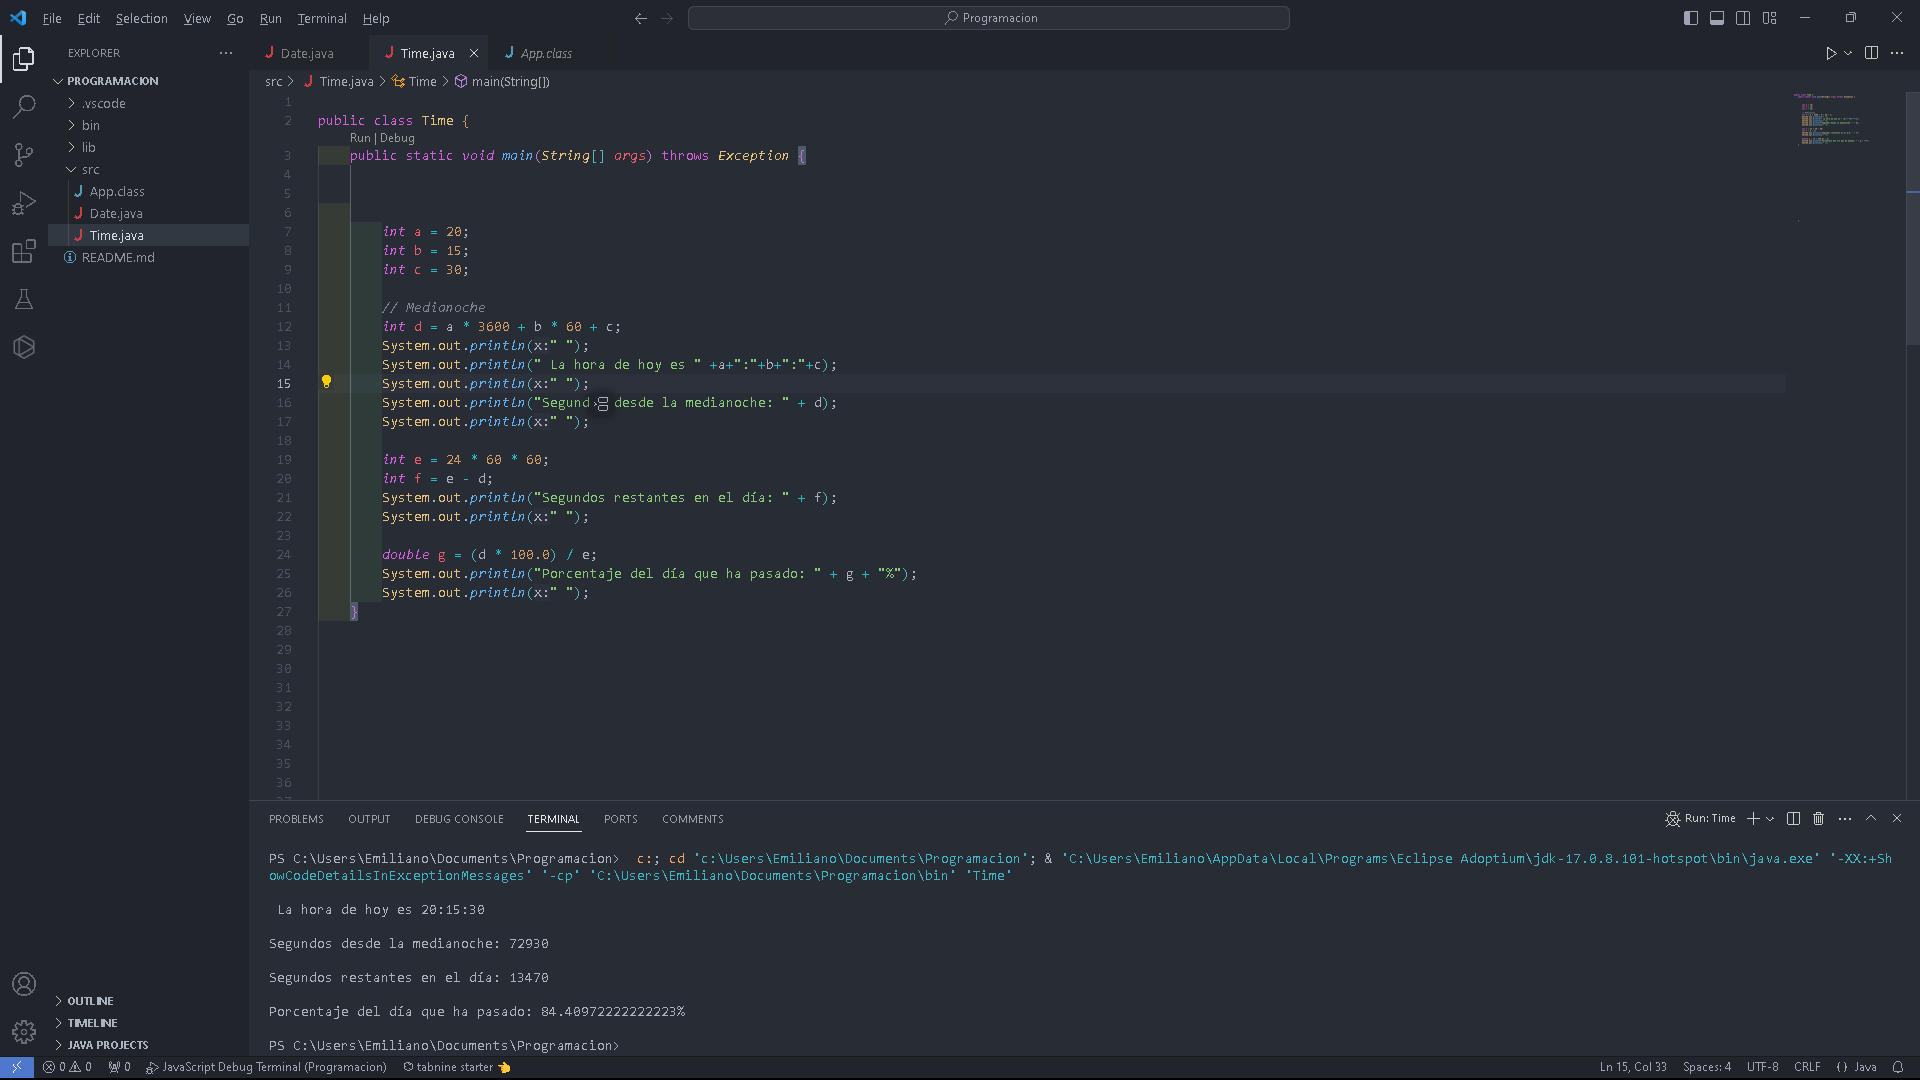 File Edit Selection View Go Run Terminal Help
Programacion
EXPLORER
Date.java
Time.java
App.class
PROGRAMACION
.vscode
bin
lib
src
App.class
Date.java
Time.java
README.md
src > Time.java > Time > main(String[])
1
2 public class Time {
Run | Debug
3 public static void main(String[] args) throws Exception {
4
5
6
7 int a = 20;
8 int b = 15;
9 int c = 30;
10
11 // Medianoche
12 int d = a * 3600 + b * 60 + c;
13 System.out.println(x:" ");
14 System.out.println(" La hora de hoy es " +a+":"+b+":"+c);
15 System.out.println(x:" ");
16 System.out.println("Segund desde la medianoche: " + d);
17 System.out.println(x:" ");
18
19 int e = 24 * 60 * 60;
20 int f = e - d;
21 System.out.println("Segundos restantes en el día: " + f);
22 System.out.println(x:" ");
23
24 double g = (d * 100.0) / e;
25 System.out.println("Porcentaje del día que ha pasado: " + g + "%");
26 System.out.println(x:" ");
27 }
28
29
30
31
32
33
34
35
36
PROBLEMS OUTPUT DEBUG CONSOLE TERMINAL PORTS COMMENTS
Run: Time
PS C:\Users\Emiliano\Documents\Programacion>  c:; cd 'c:\Users\Emiliano\Documents\Programacion'; & 'C:\Users\Emiliano\AppData\Local\Programs\Eclipse Adoptium\jdk-17.0.8.101-hotspot\bin\java.exe' '-XX:+Sh
owCodeDetailsInExceptionMessages' '-cp' 'C:\Users\Emiliano\Documents\Programacion\bin' 'Time'
La hora de hoy es 20:15:30
Segundos desde la medianoche: 72930
Segundos restantes en el día: 13470
Porcentaje del día que ha pasado: 84.40972222222223%
PS C:\Users\Emiliano\Documents\Programacion>
OUTLINE
TIMELINE
JAVA PROJECTS
0 0 0 JavaScript Debug Terminal (Programacion) tabnine starter
Ln 15, Col 33 Spaces: 4 UTF-8 CRLF {} Java